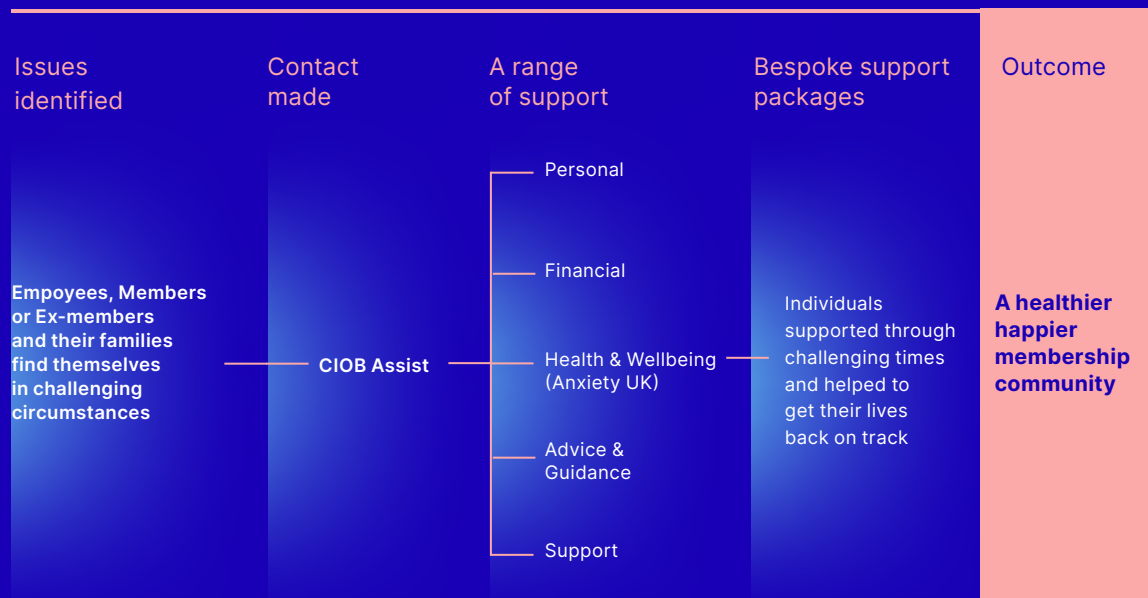 Issues
identified
Empoyees, Members
or Ex-members
and their families
find themselves
in challenging
circumstances
Contact
made
CIOB Assist
A range
of support
Personal
Financial
Health & Wellbeing
(Anxiety UK)
Advice &
Guidance
Support
Bespoke support
packages
Individuals
supported through
challenging times
and helped to
get their lives
back on track
Outcome
A healthier
happier
membership
community